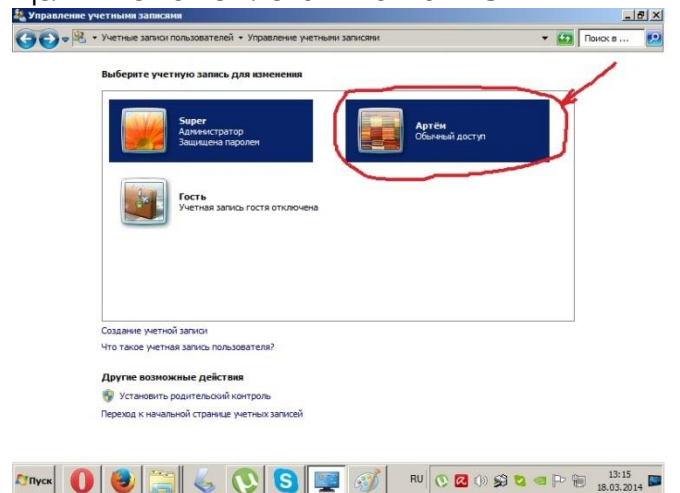 Управление учетными записями
Учетные записи пользователей • Управление учетными записями
Поиск в ...
Выберите учетную запись для изменения
Super
Администратор
Защищена паролем
Артём
Обычный доступ
Гость
Учетная запись гостя отключена
Создание учетной записи
Что такое учетная запись пользователя?
Другие возможные действия
Установить родительский контроль
Переход к начальной странице учетных записей
Пуск
RU
13:15
18.03.2014